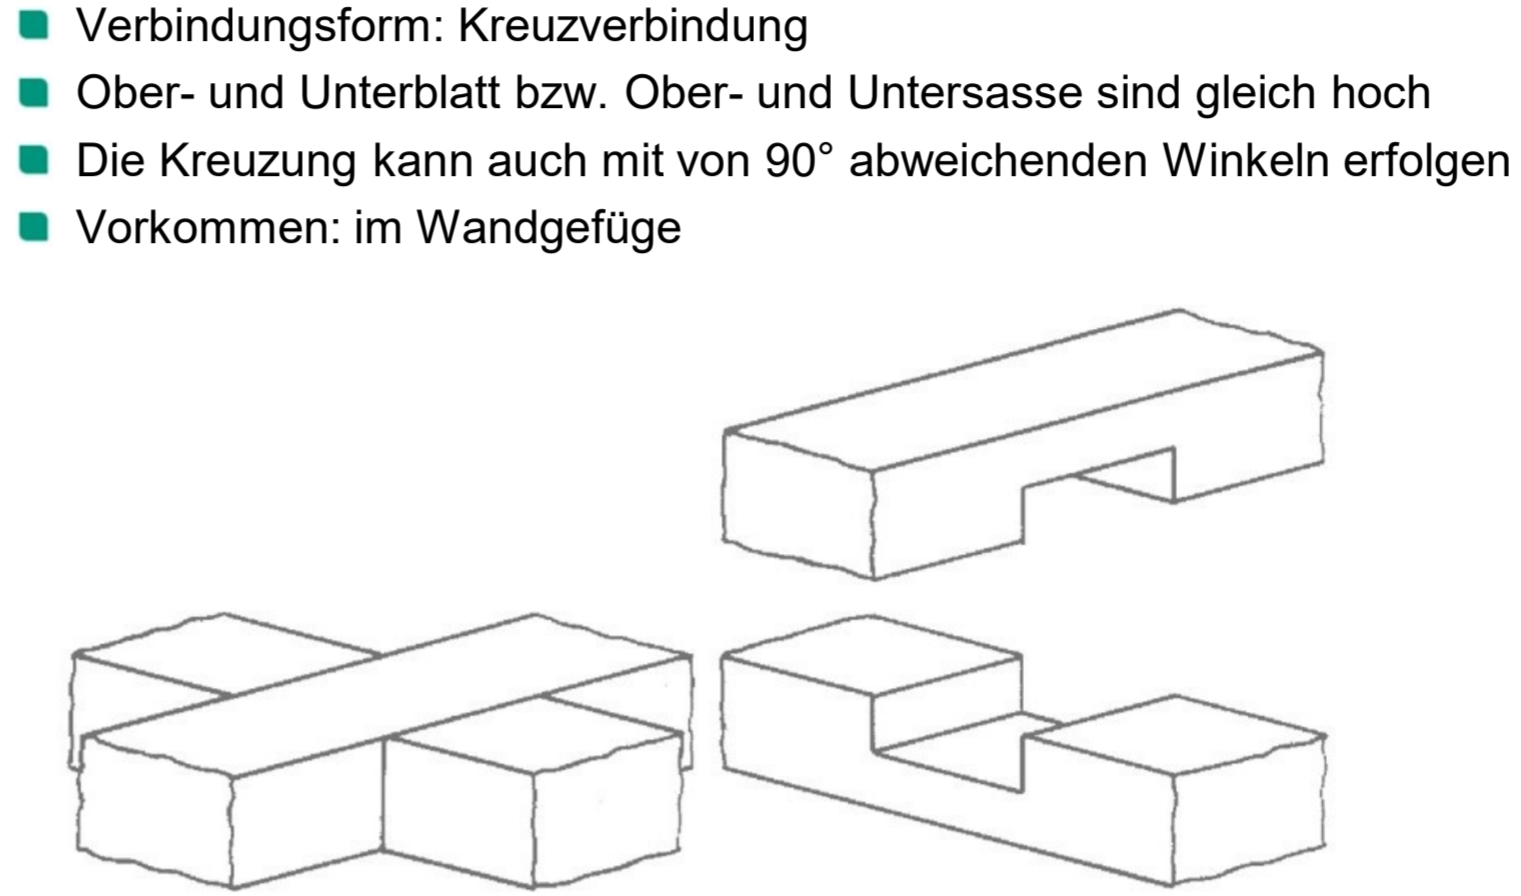 Verbindungsform: Kreuzverbindung
Ober- und Unterblatt bzw. Ober- und Untersasse sind gleich hoch
Die Kreuzung kann auch mit von 90° abweichenden Winkeln erfolgen
Vorkommen: im Wandgefüge